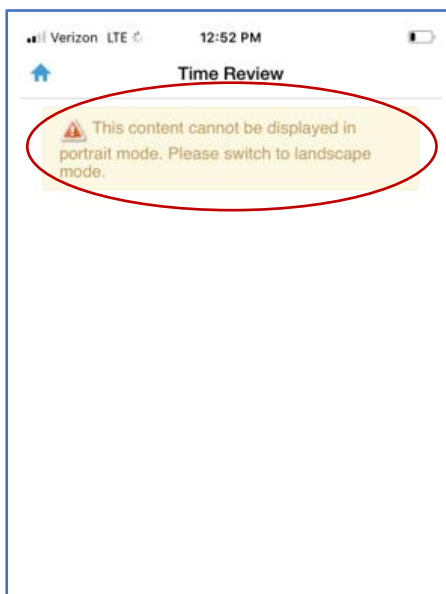 Verizon LTE 12:52 PM
Time Review
This content cannot be displayed in
portrait mode. Please switch to landscape
mode.